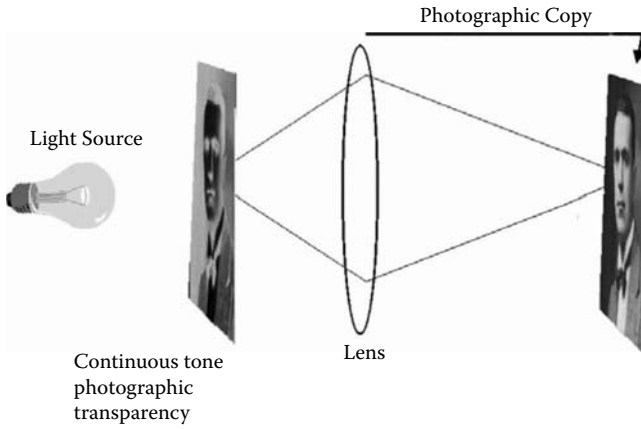 Photographic Copy
Light Source
Lens
Continuous tone
photographic
transparency